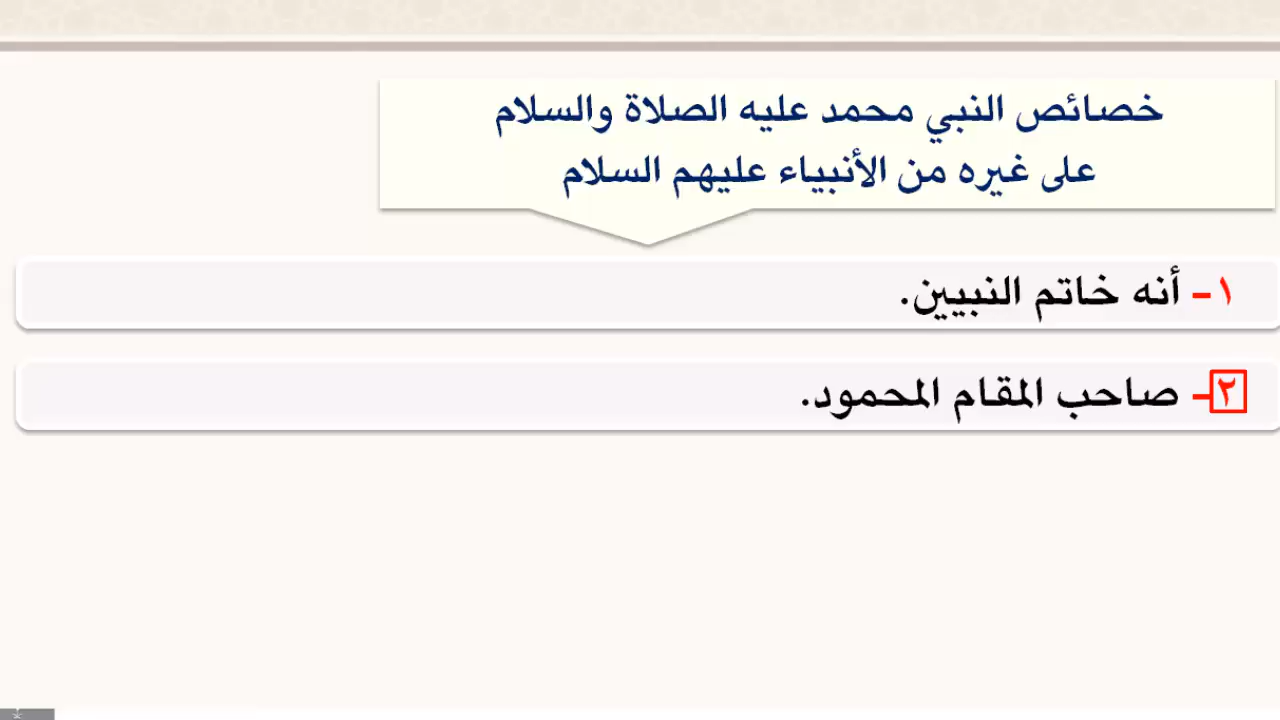 خصائص النبي محمد عليه الصلاة والسلام
على غيره من الأنبياء عليهم السلام
١- أنه خاتم النبيين.
٢- صاحب المقام المحمود.